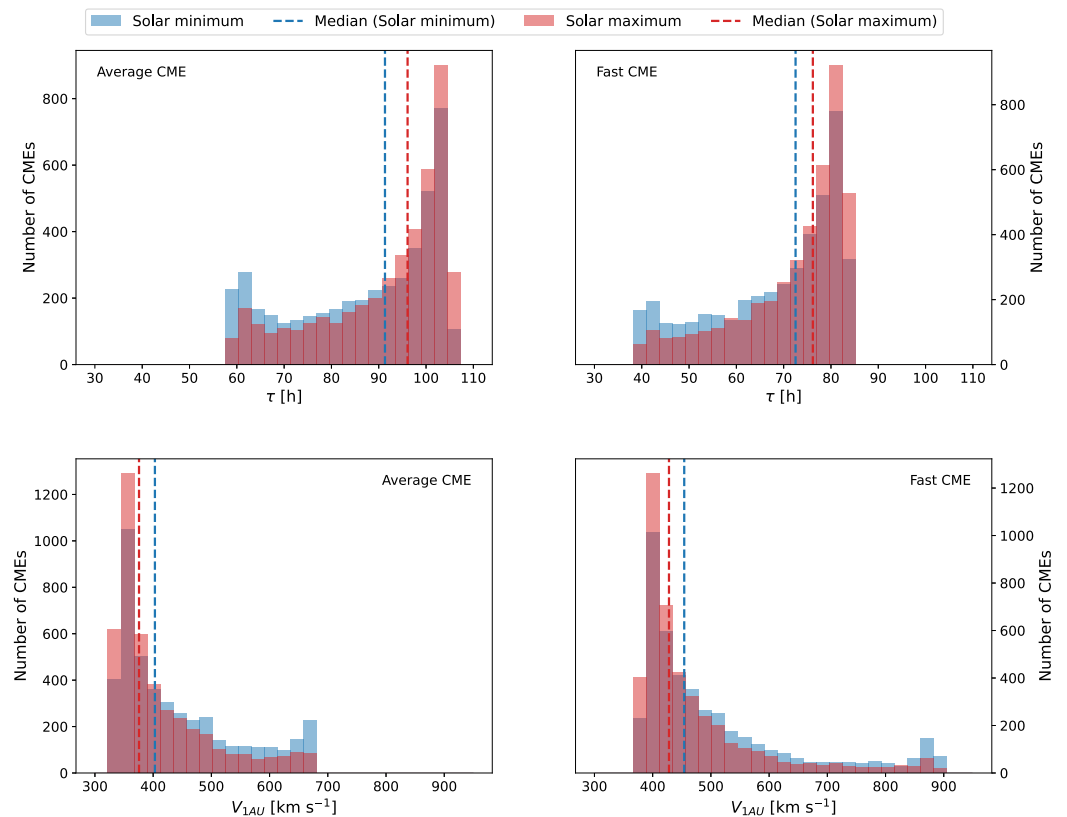 Solar minimum
Median (Solar minimum)
Solar maximum
Median (Solar maximum)
Average CME
Number of CMEs
0
200
400
600
800
30 40 50 60 70 80 90 100 110
τ [h]
Fast CME
Number of CMEs
0
200
400
600
800
30 40 50 60 70 80 90 100 110
τ [h]
Average CME
Number of CMEs
0
200
400
600
800
1000
1200
300 400 500 600 700 800 900
V1AU [km s−1]
Fast CME
Number of CMEs
0
200
400
600
800
1000
1200
300 400 500 600 700 800 900
V1AU [km s−1]